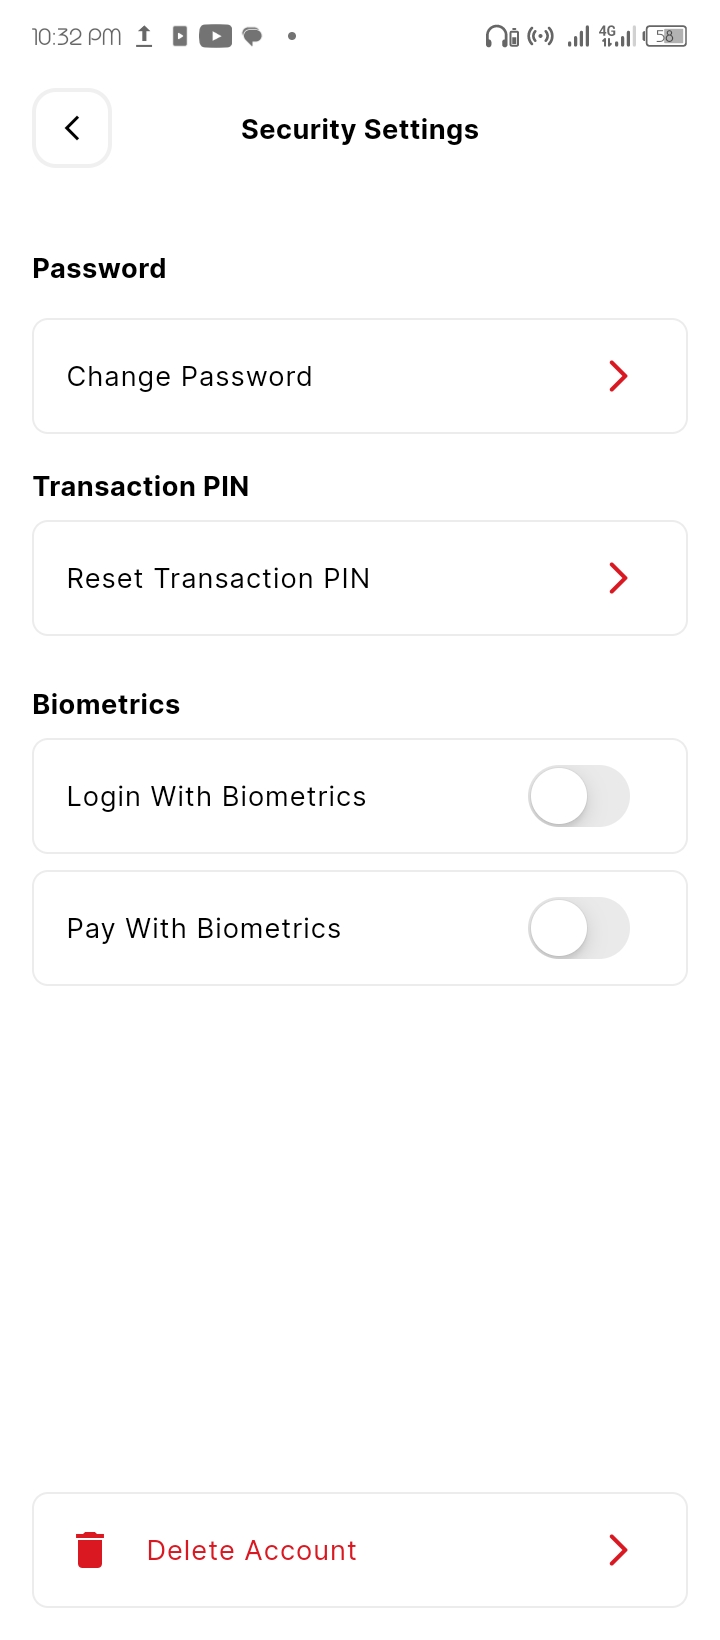 10:32 PM 4G 58
Security Settings
Password
Change Password
Transaction PIN
Reset Transaction PIN
Biometrics
Login With Biometrics
Pay With Biometrics
Delete Account